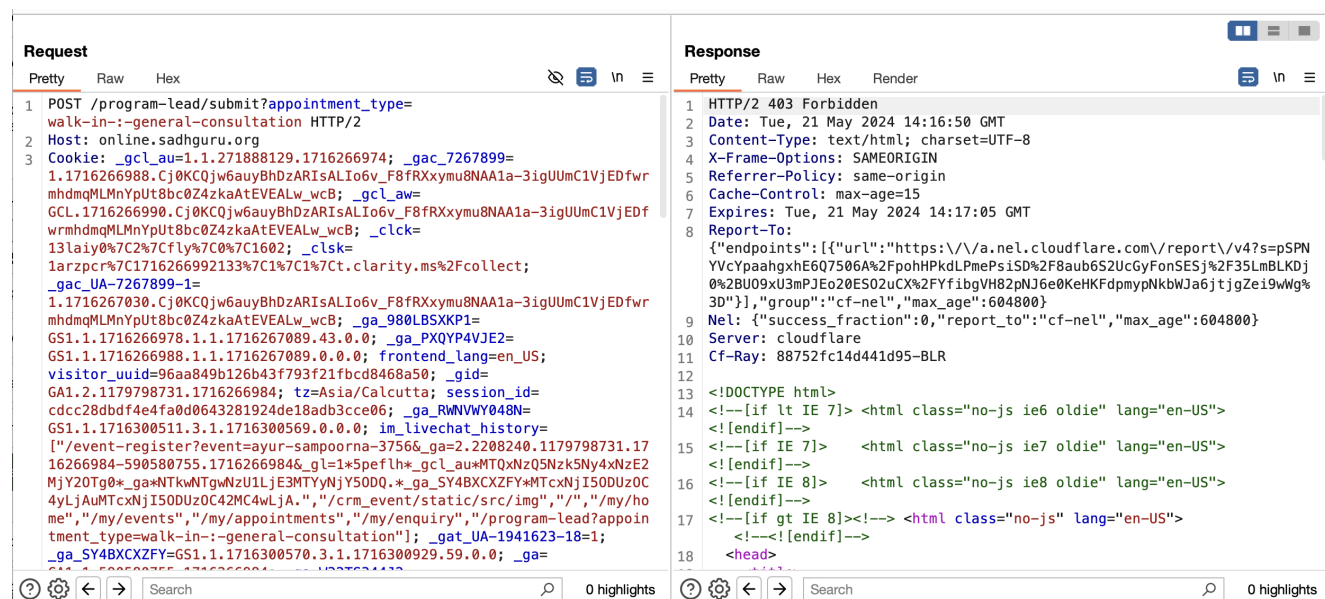 Request
Pretty Raw Hex \n
1 POST /program-lead/submit?appointment_type=
walk-in-:-general-consultation HTTP/2
2 Host: online.sadhguru.org
3 Cookie: _gcl_au=1.1.271888129.1716266974; _gac_7267899=
1.1716266988.Cj0KCQjw6auyBhDzARIsALIo6v_F8fRXxymu8NAA1a-3igUUmC1VjEDfwr
mhdmqMLMnYpUt8bc0Z4zkaAtEVEALw_wcB; _gcl_aw=
GCL.1716266990.Cj0KCQjw6auyBhDzARIsALIo6v_F8fRXxymu8NAA1a-3igUUmC1VjEDf
wrmhdmqMLMnYpUt8bc0Z4zkaAtEVEALw_wcB; _clck=
13laiy0%7C2%7Cfly%7C0%7C1602; _clsk=
1arzpcr%7C1716266992133%7C1%7C1%7Ct.clarity.ms%2Fcollect;
_gac_UA-7267899-1=
1.1716267030.Cj0KCQjw6auyBhDzARIsALIo6v_F8fRXxymu8NAA1a-3igUUmC1VjEDfwr
mhdmqMLMnYpUt8bc0Z4zkaAtEVEALw_wcB; _ga_980LBSXKP1=
GS1.1.1716266978.1.1.1716267089.43.0.0; _ga_PXQYP4VJE2=
GS1.1.1716266988.1.1.1716267089.0.0.0; frontend_lang=en_US;
visitor_uuid=96aa849b126b43f793f21fbcd8468a50; _gid=
GA1.2.1179798731.1716266984; tz=Asia/Calcutta; session_id=
cdcc28dbdf4e4fa0d0643281924de18adb3cce06; _ga_RWNVWY048N=
GS1.1.1716300511.3.1.1716300569.0.0.0; im_livechat_history=
["/event-register?event=ayur-sampoorna-3756&_ga=2.2208240.1179798731.17
16266984-590580755.1716266984&_gl=1*5peflh*_gcl_au*MTQxNzQ5Nzk5Ny4xNzE2
MjY2OTg0*_ga*NTkwNTgwNzU1LjE3MTYyNjY5ODQ.*_ga_SY4BXCXZFY*MTcxNjI5ODUzOC
4yLjAuMTcxNjI5ODUzOC42MC4wLjA.","/crm_event/static/src/img","/","/my/ho
me","/my/events","/my/appointments","/my/enquiry","/program-lead?appoin
tment_type=walk-in-:-general-consultation"]; _gat_UA-1941623-18=1;
_ga_SY4BXCXZFY=GS1.1.1716300570.3.1.1716300929.59.0.0; _ga=
Search 0 highlights
Response
Pretty Raw Hex Render \n
1 HTTP/2 403 Forbidden
2 Date: Tue, 21 May 2024 14:16:50 GMT
3 Content-Type: text/html; charset=UTF-8
4 X-Frame-Options: SAMEORIGIN
5 Referrer-Policy: same-origin
6 Cache-Control: max-age=15
7 Expires: Tue, 21 May 2024 14:17:05 GMT
8 Report-To:
{"endpoints":[{"url":"https:\/\/a.nel.cloudflare.com\/report\/v4?s=pSPN
YVcYpaahgxhE6Q7506A%2FpohHPkdLPmePsiSD%2F8aub6S2UcGyFonSESj%2F35LmBLKDj
0%2BUO9xU3mPJEo20ESO2uCX%2FYfibgVH82pNJ6e0KeHKFdpmypNkbWJa6jtjgZei9wWg%
3D"}],"group":"cf-nel","max_age":604800}
9 Nel: {"success_fraction":0,"report_to":"cf-nel","max_age":604800}
10 Server: cloudflare
11 Cf-Ray: 88752fc14d441d95-BLR
12
13 <!DOCTYPE html>
14 <!--[if lt IE 7]> <html class="no-js ie6 oldie" lang="en-US">
<![endif]-->
15 <!--[if IE 7]> <html class="no-js ie7 oldie" lang="en-US">
<![endif]-->
16 <!--[if IE 8]> <html class="no-js ie8 oldie" lang="en-US">
<![endif]-->
17 <!--[if gt IE 8]><!--> <html class="no-js" lang="en-US">
<!--<![endif]-->
18 <head>
Search 0 highlights